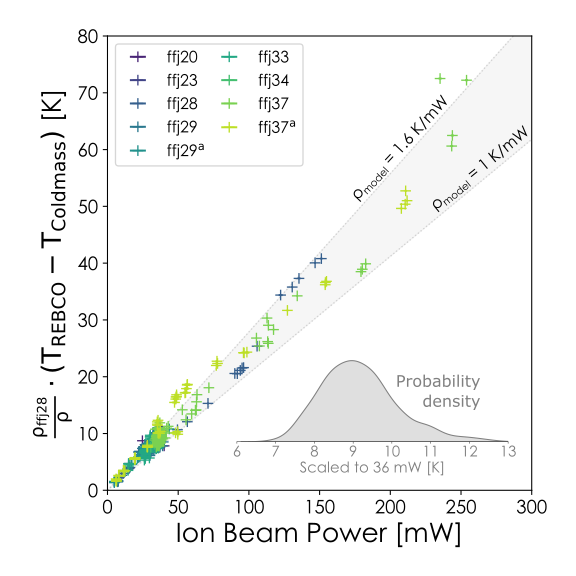 80
70
60
50
40
30
20
10
0
ρffj28/ρ · (TREBCO − TColdmass) [K]
ffj20
ffj23
ffj28
ffj29
ffj29ᵃ
ffj33
ffj34
ffj37
ffj37ᵃ
ρmodel = 1.6 K/mW
ρmodel = 1 K/mW
Probability
density
6 7 8 9 10 11 12 13
Scaled to 36 mW [K]
0 50 100 150 200 250 300
Ion Beam Power [mW]